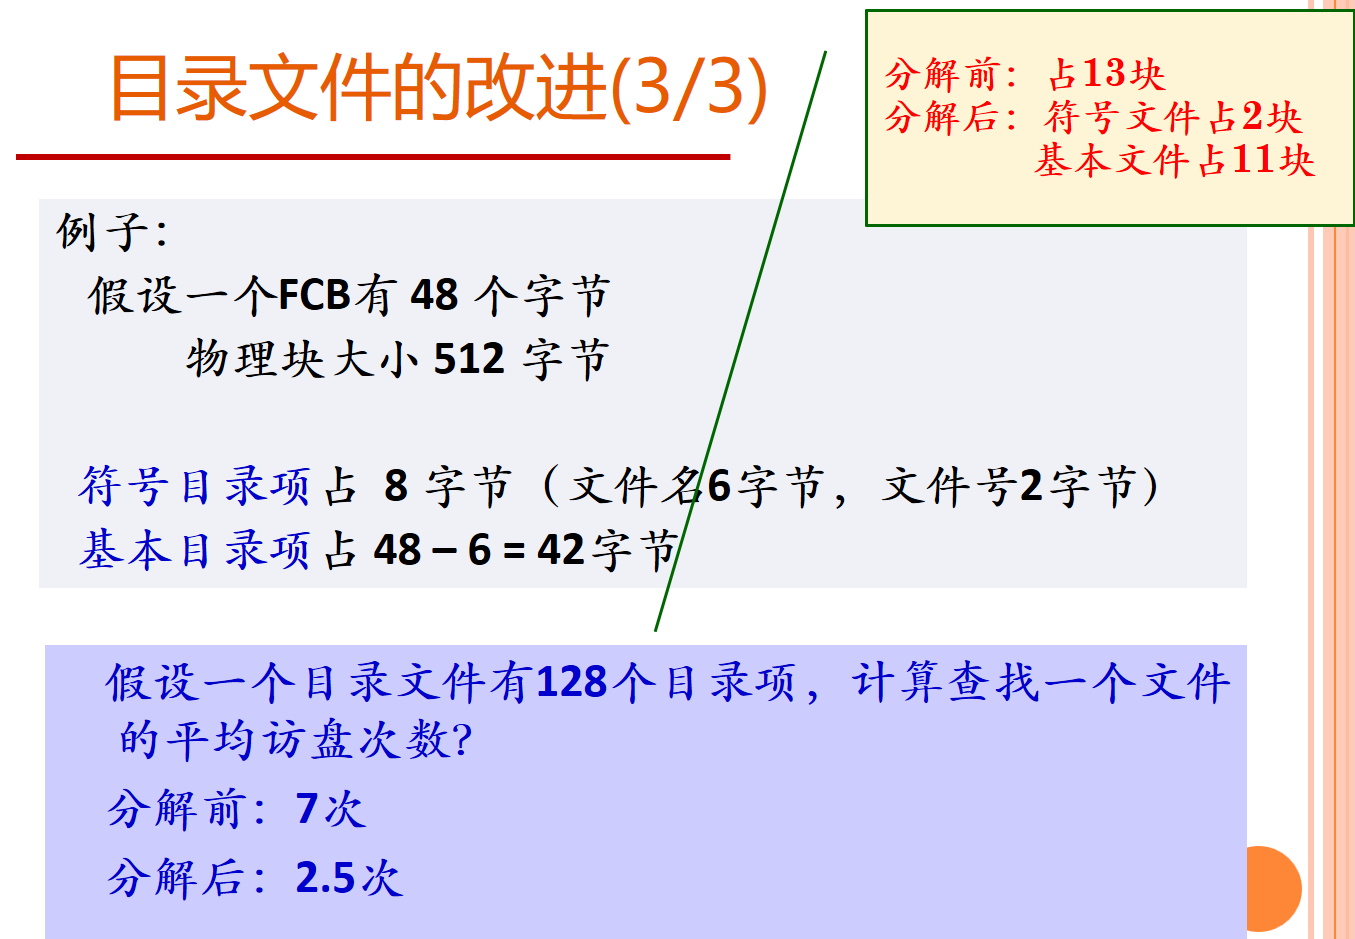 目录文件的改进(3/3)
分解前：占13块
分解后：符号文件占2块
基本文件占11块
例子：
假设一个FCB有 48 个字节
物理块大小 512 字节
符号目录项占 8 字节（文件名6字节，文件号2字节）
基本目录项占 48 – 6 = 42字节
假设一个目录文件有128个目录项，计算查找一个文件
的平均访盘次数?
分解前：7次
分解后：2.5次